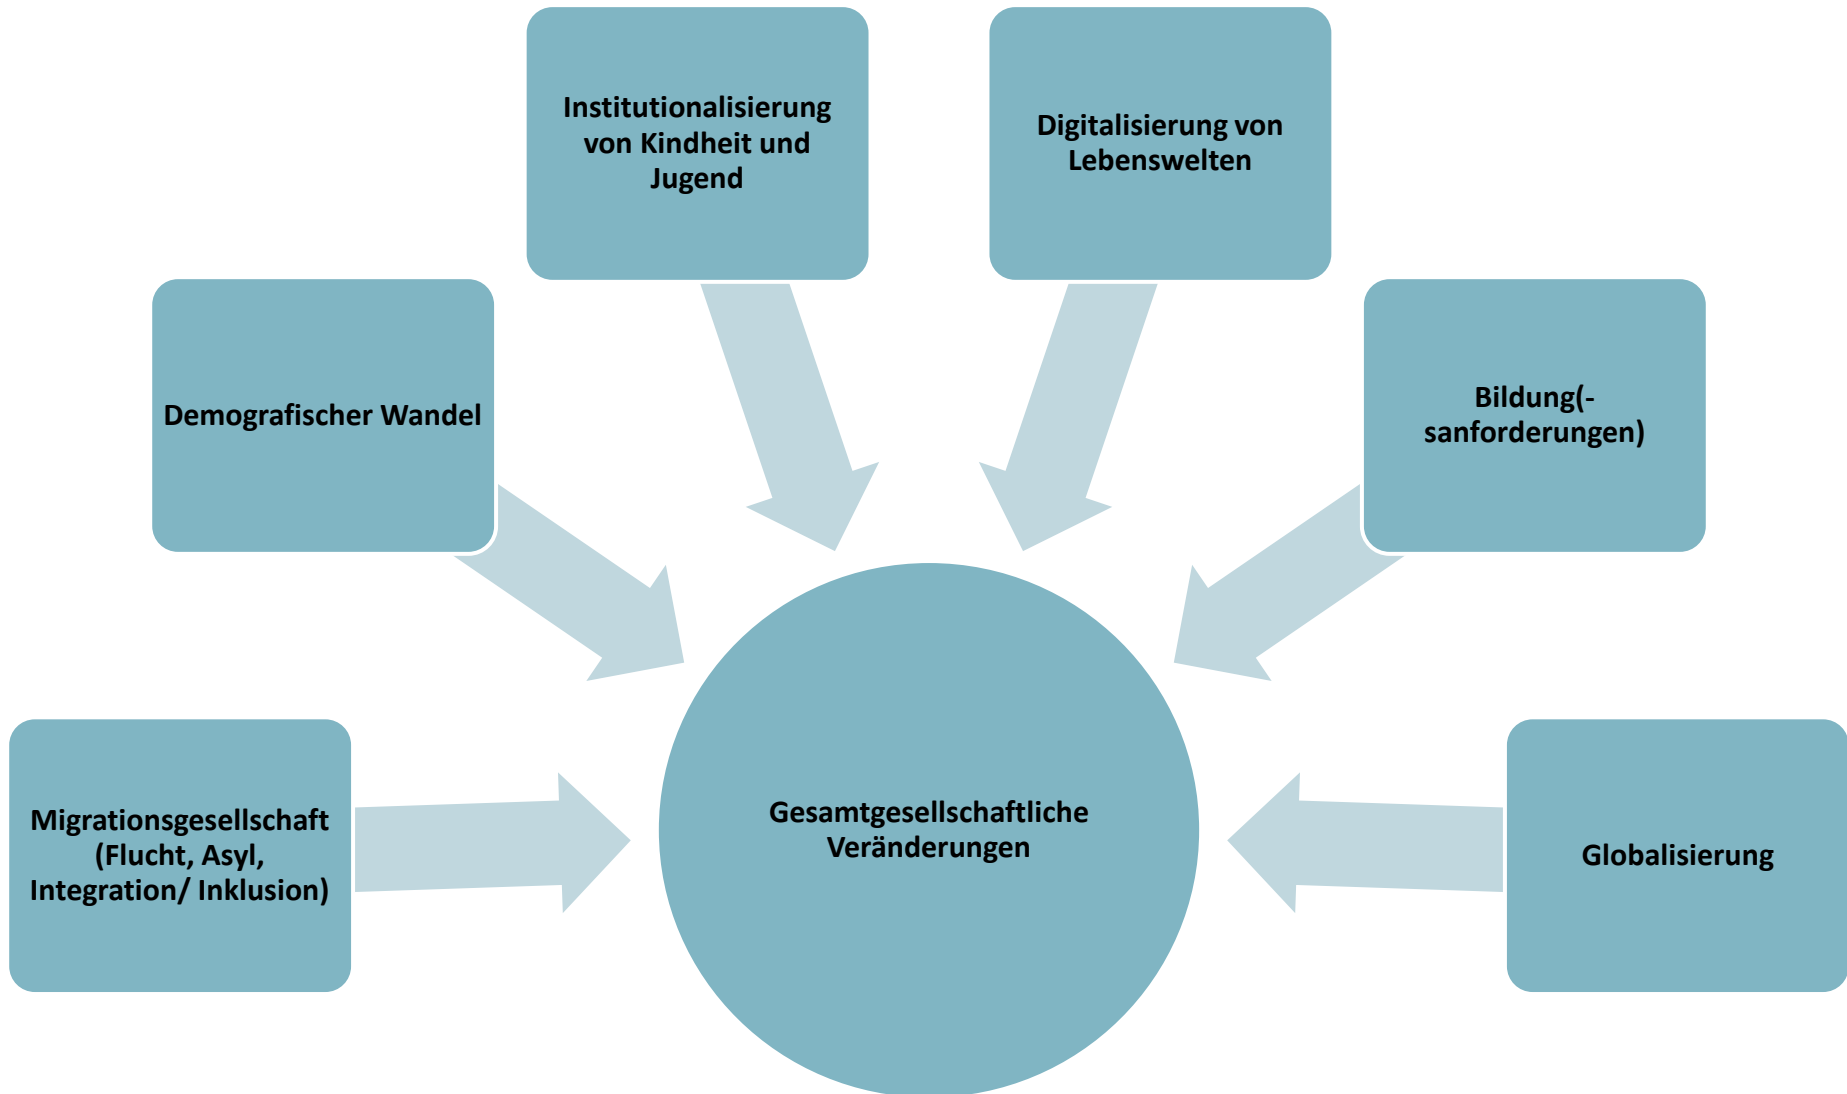 Institutionalisierung
von Kindheit und
Jugend
Digitalisierung von
Lebenswelten
Demografischer Wandel
Bildung(-
sanforderungen)
Migrationsgesellschaft
(Flucht, Asyl,
Integration/ Inklusion)
Gesamtgesellschaftliche
Veränderungen
Globalisierung